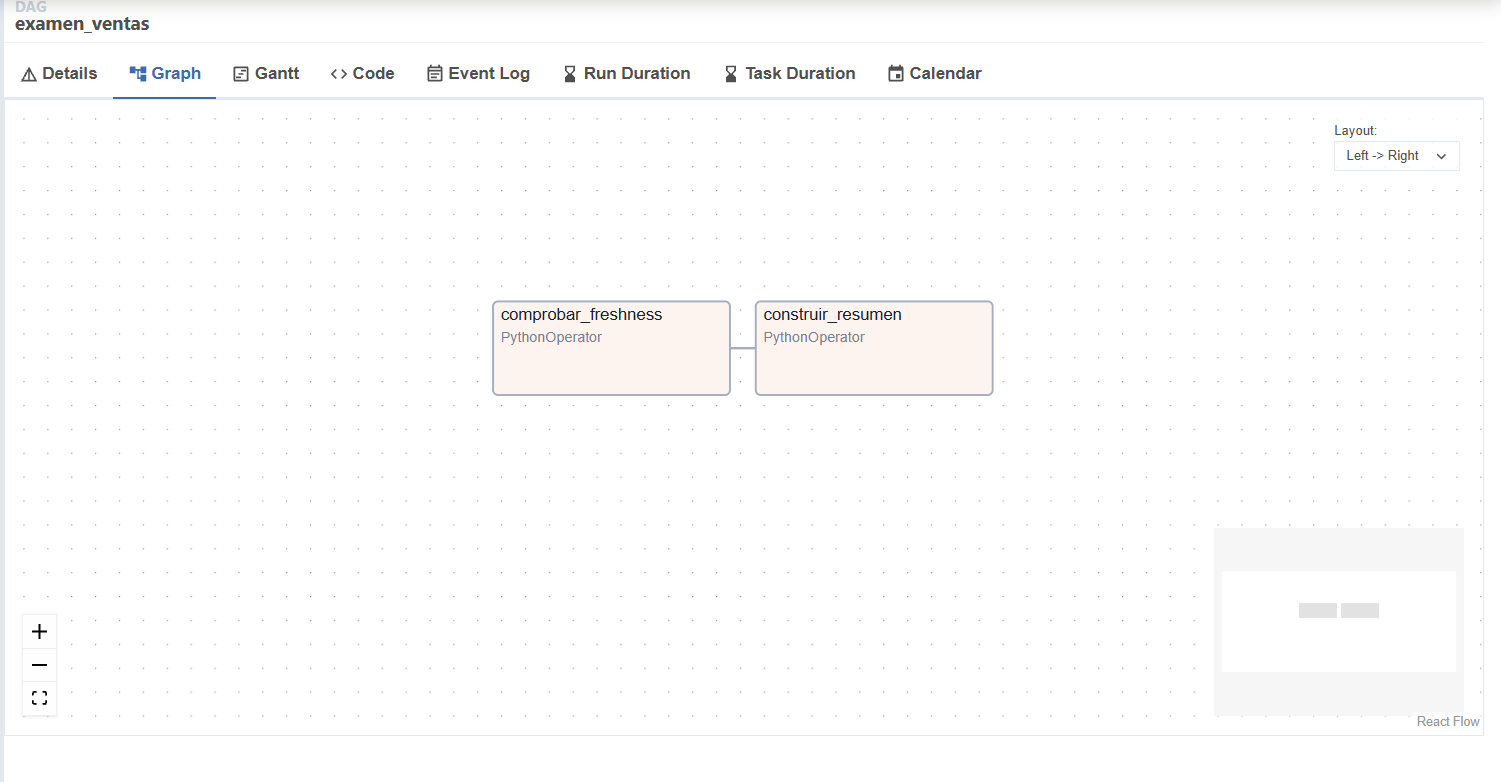 DAG
examen_ventas
Details Graph Gantt <> Code Event Log Run Duration Task Duration Calendar
Layout:
Left -> Right
comprobar_freshness
PythonOperator
construir_resumen
PythonOperator
React Flow